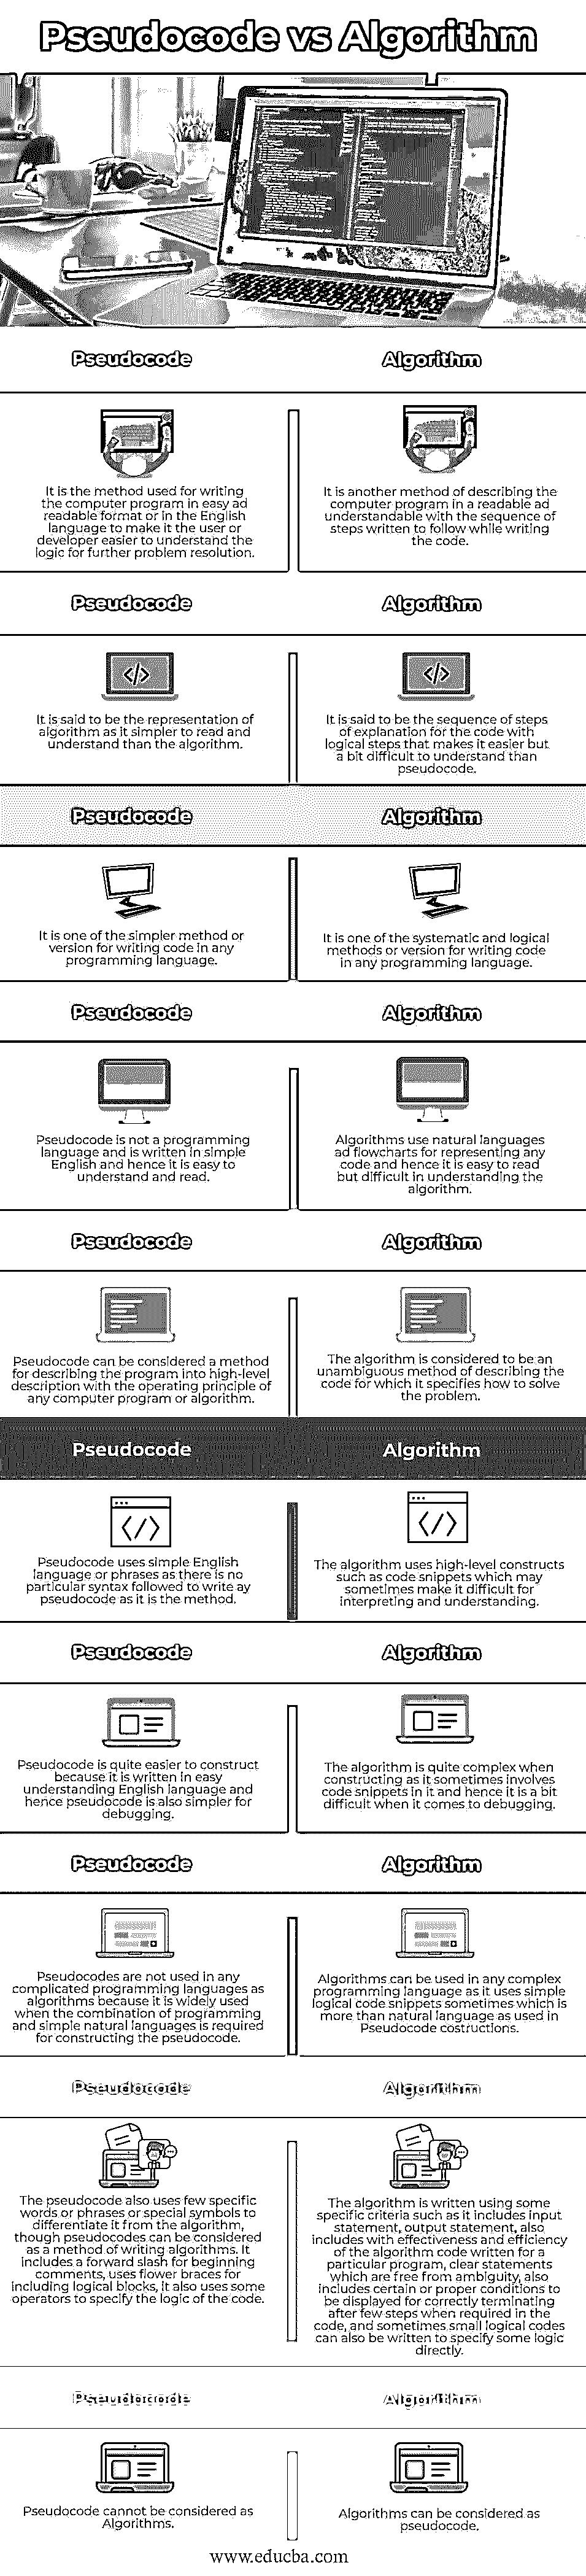 Pseudocode vs Algorithm
Pseudocode
Algorithm
It is the method used for writing
the computer program in easy ad
readable format or in the English
language to make it the user or
developer easier to understand the
logic for further problem resolution.
It is another method of describing the
computer program in a readable ad
understandable with the sequence of
steps written to follow while writing
the code.
Pseudocode
Algorithm
It is said to be the representation of
algorithm as it simpler to read and
understand than the algorithm.
It is said to be the sequence of steps
of explanation for the code with
logical steps that makes it easier but
a bit difficult to understand than
pseudocode.
Pseudocode
Algorithm
It is one of the simpler method or
version for writing code in any
programming language.
It is one of the systematic and logical
methods or version for writing code
in any programming language.
Pseudocode
Algorithm
Pseudocode is not a programming
language and is written in simple
English and hence it is easy to
understand and read.
Algorithms use natural languages
ad flowcharts for representing any
code and hence it is easy to read
but difficult in understanding the
algorithm.
Pseudocode
Algorithm
Pseudocode can be considered a method
for describing the program into high-level
description with the operating principle of
any computer program or algorithm.
The algorithm is considered to be an
unambiguous method of describing the
code for which it specifies how to solve
the problem.
Pseudocode
Algorithm
Pseudocode uses simple English
language or phrases as there is no
particular syntax followed to write ay
pseudocode as it is the method.
The algorithm uses high-level constructs
such as code snippets which may
sometimes make it difficult for
interpreting and understanding.
Pseudocode
Algorithm
Pseudocode is quite easier to construct
because it is written in easy
understanding English language and
hence pseudocode is also simpler for
debugging.
The algorithm is quite complex when
constructing as it sometimes involves
code snippets in it and hence it is a bit
difficult when it comes to debugging.
Pseudocode
Algorithm
Pseudocodes are not used in any
complicated programming languages as
algorithms because it is widely used
when the combination of programming
and simple natural languages is required
for constructing the pseudocode.
Algorithms can be used in any complex
programming language as it uses simple
logical code snippets sometimes which is
more than natural language as used in
Pseudocode costructions.
Pseudocode
Algorithm
The pseudocode also uses few specific
words or phrases or special symbols to
differentiate it from the algorithm,
though pseudocodes can be considered
as a method of writing algorithms. It
includes a forward slash for beginning
comments, uses flower braces for
including logical blocks, it also uses some
operators to specify the logic of the code.
The algorithm is written using some
specific criteria such as it includes input
statement, output statement, also
includes with effectiveness and efficiency
of the algorithm code written for a
particular program, clear statements
which are free from ambiguity, also
includes certain or proper conditions to
be displayed for correctly terminating
after few steps when required in the
code, and sometimes small logical codes
can also be written to specify some logic
directly.
Pseudocode
Algorithm
Pseudocode cannot be considered as
Algorithms.
Algorithms can be considered as
pseudocode.
www.educba.com